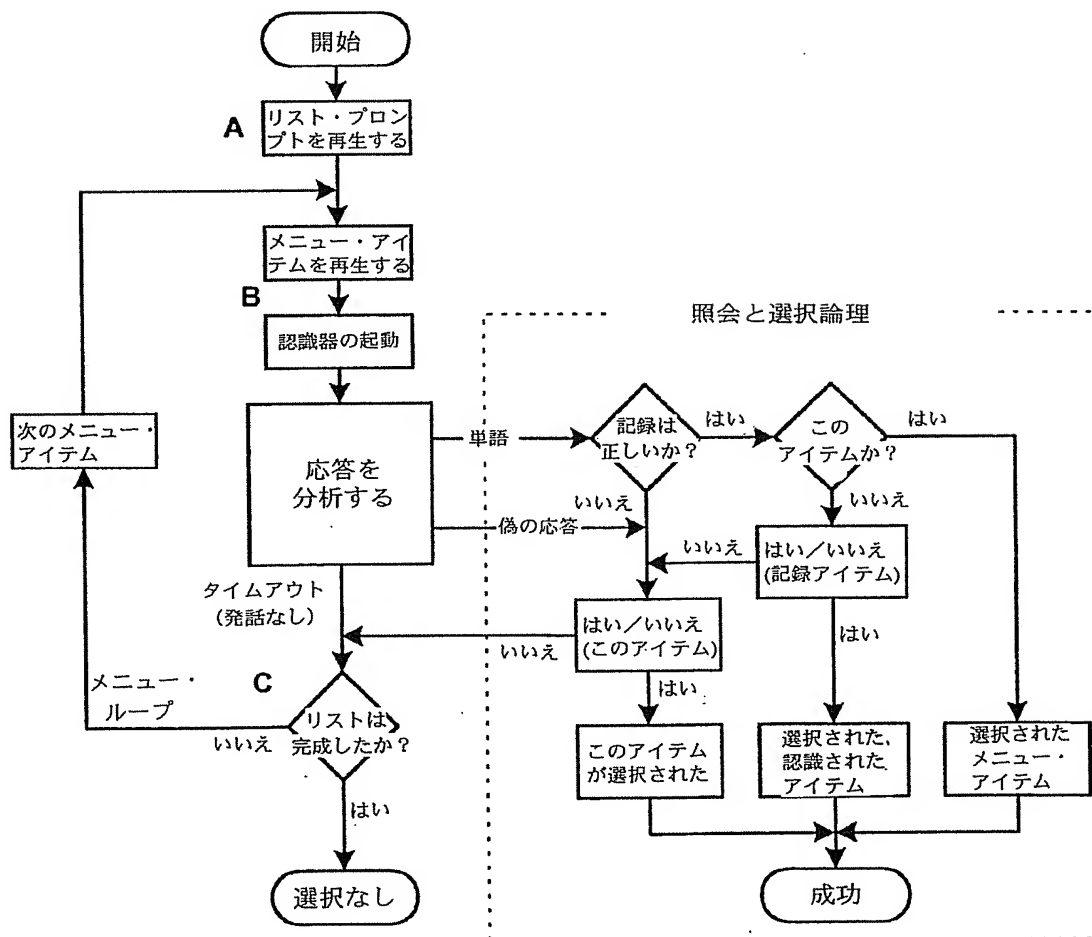 開始
A
リスト・プロン
プトを再生する
メニュー・アイ
テムを再生する
B
認識器の起動
照会と選択論理
次のメニュー・
アイテム
応答を
分析する
単語
記録は
正しいか？
はい
この
アイテムか？
はい
いいえ
いいえ
偽の応答
いいえ
はい／いいえ
(記録アイテム)
タイムアウト
(発話なし)
はい／いいえ
(このアイテム)
いいえ
はい
はい
C
メニュー・
ループ
いいえ
リストは
完成したか？
このアイテム
が選択された
選択された,
認識された
アイテム
選択された
メニュー・
アイテム
はい
選択なし
成功